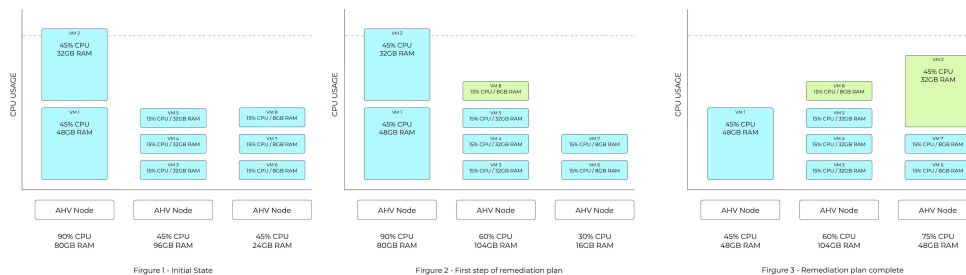 CPU USAGE
VM 2
45% CPU
32GB RAM
VM 1
45% CPU
48GB RAM
VM 5
15% CPU / 32GB RAM
VM 4
15% CPU / 32GB RAM
VM 3
15% CPU / 32GB RAM
VM 8
15% CPU / 8GB RAM
VM 7
15% CPU / 8GB RAM
VM 6
15% CPU / 8GB RAM
AHV Node
AHV Node
AHV Node
90% CPU
80GB RAM
45% CPU
96GB RAM
45% CPU
24GB RAM
Firgure 1 - Initial State
CPU USAGE
VM 2
45% CPU
32GB RAM
VM 1
45% CPU
48GB RAM
VM 8
15% CPU / 8GB RAM
VM 5
15% CPU / 32GB RAM
VM 4
15% CPU / 32GB RAM
VM 3
15% CPU / 32GB RAM
VM 7
15% CPU / 8GB RAM
VM 6
15% CPU / 8GB RAM
AHV Node
AHV Node
AHV Node
90% CPU
80GB RAM
60% CPU
104GB RAM
30% CPU
16GB RAM
Firgure 2 - First step of remediation plan
CPU USAGE
VM 1
45% CPU
48GB RAM
VM 8
15% CPU / 8GB RAM
VM 5
15% CPU / 32GB RAM
VM 4
15% CPU / 32GB RAM
VM 3
15% CPU / 32GB RAM
VM 2
45% CPU
32GB RAM
VM 7
15% CPU / 8GB RAM
VM 6
15% CPU / 8GB RAM
AHV Node
AHV Node
AHV Node
45% CPU
48GB RAM
60% CPU
104GB RAM
75% CPU
48GB RAM
Firgure 3 - Remediation plan complete